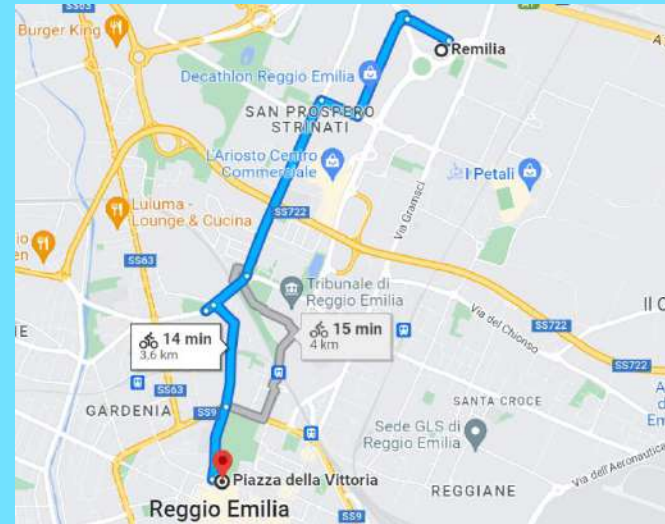 SS63
Burger King
Remilia
Decathlon Reggio Emilia
SAN PROSPERO
STRINATI
L'Ariosto Centro
Commerciale
I Petali
Via Gramsci
Luiuma -
Lounge & Cucina
SS722
SS63
Tribunale di
Reggio Emilia
14 min
3,6 km
15 min
4 km
Via del Chionso
SS722
SS722
SS63
GARDENIA
SS9
SANTA CROCE
Sede GLS di
Reggio Emilia
Piazza della Vittoria
REGGIANE
Via dell'Aeronautica
Reggio Emilia
SS9